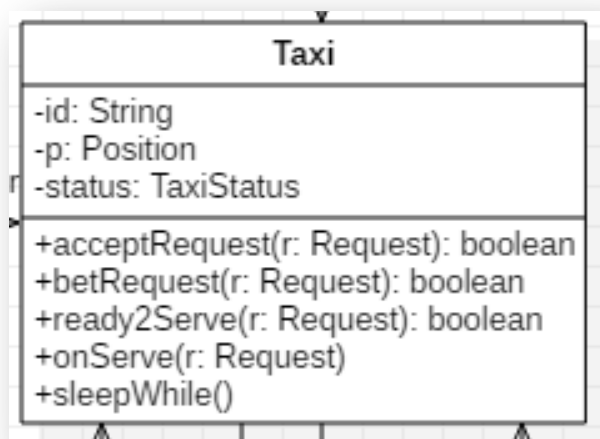 Taxi
-id: String
-p: Position
-status: TaxiStatus
r
+acceptRequest(r: Request): boolean
+betRequest(r: Request): boolean
+ready2Serve(r: Request): boolean
+onServe(r: Request)
+sleepWhile()